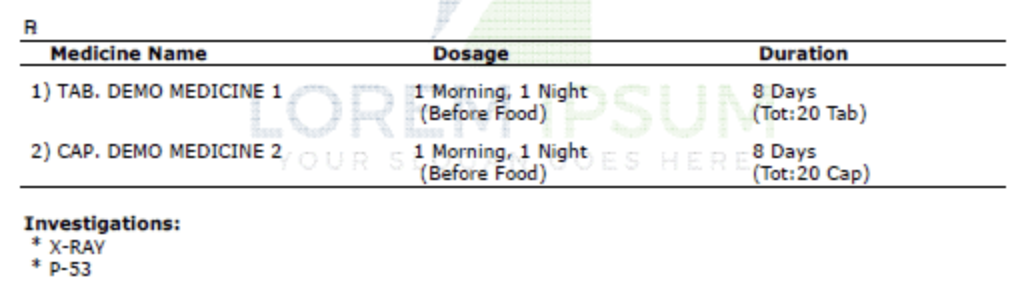 R
Medicine Name Dosage Duration
1) TAB. DEMO MEDICINE 1 1 Morning, 1 Night 8 Days
(Before Food) (Tot:20 Tab)
2) CAP. DEMO MEDICINE 2 1 Morning, 1 Night 8 Days
(Before Food) (Tot:20 Cap)
LOREM IPSUM
YOUR SLOGAN GOES HERE
Investigations:
* X-RAY
* P-53